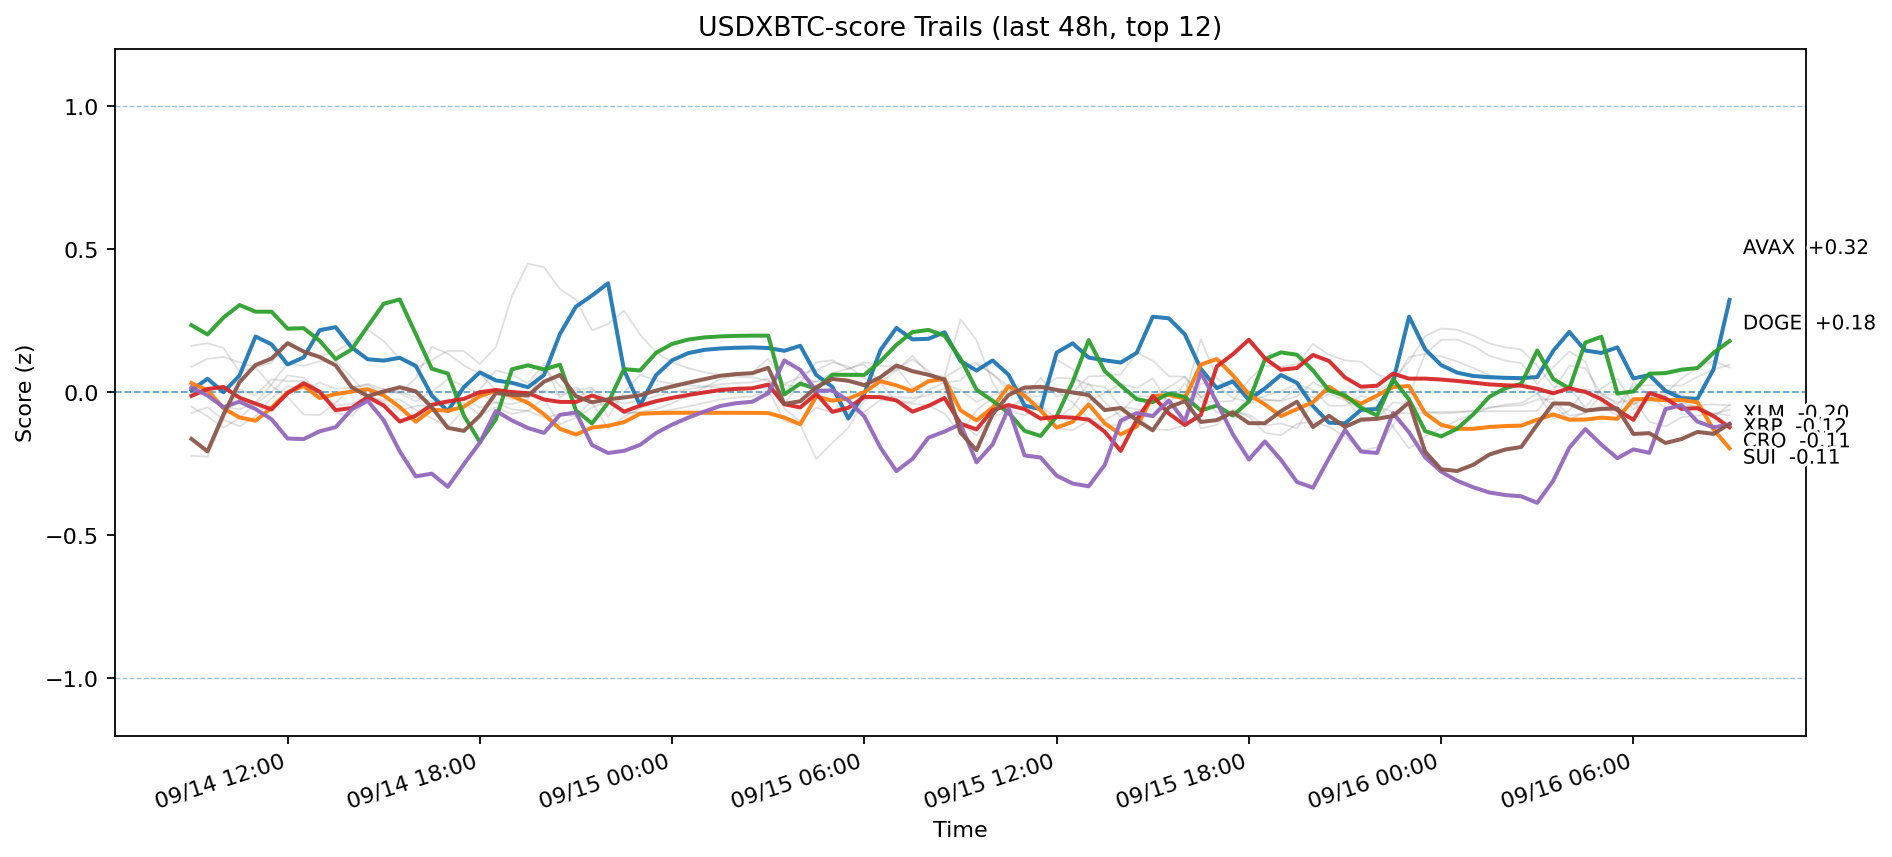 USDXBTC-score Trails (last 48h, top 12)
Score (z)
1.0
0.5
0.0
−0.5
−1.0
AVAX +0.32
DOGE +0.18
XLM -0.20
XRP -0.12
CRO -0.11
SUI -0.11
09/14 12:00
09/14 18:00
09/15 00:00
09/15 06:00
09/15 12:00
09/15 18:00
09/16 00:00
09/16 06:00
Time